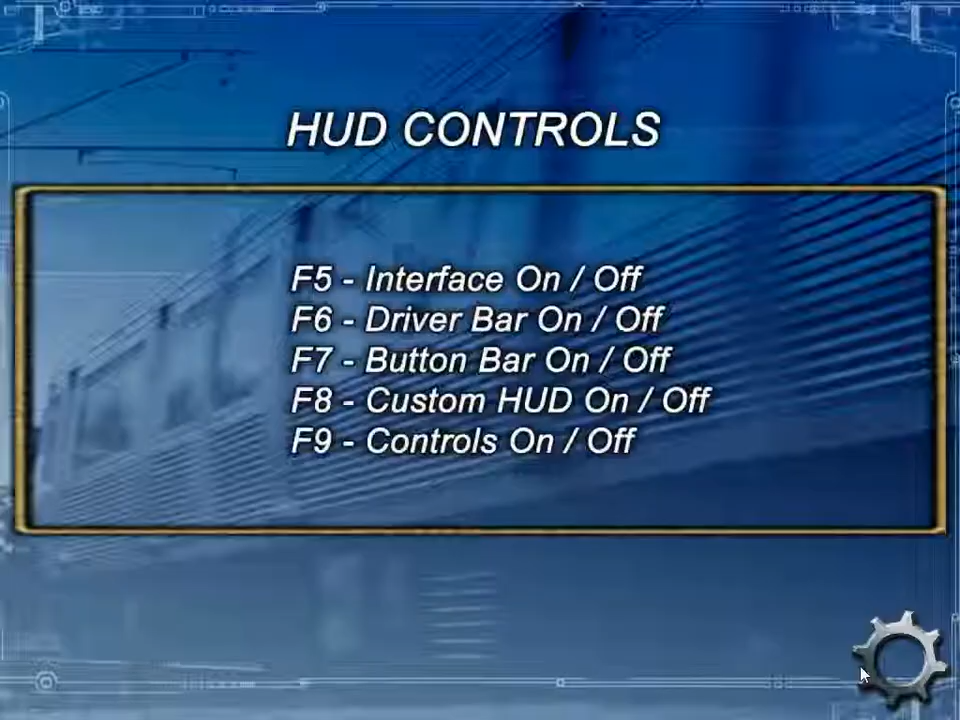 HUD CONTROLS
F5 - Interface On / Off
F6 - Driver Bar On / Off
F7 - Button Bar On / Off
F8 - Custom HUD On / Off
F9 - Controls On / Off